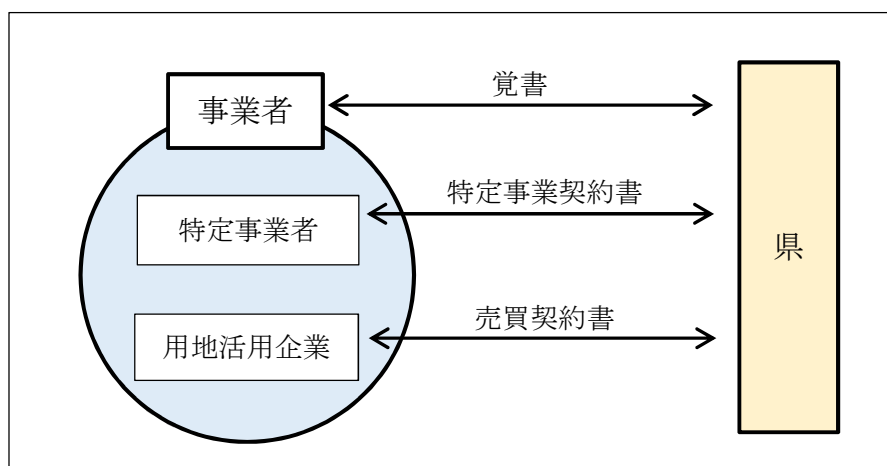 事業者
覚書
特定事業者
特定事業契約書
県
用地活用企業
売買契約書